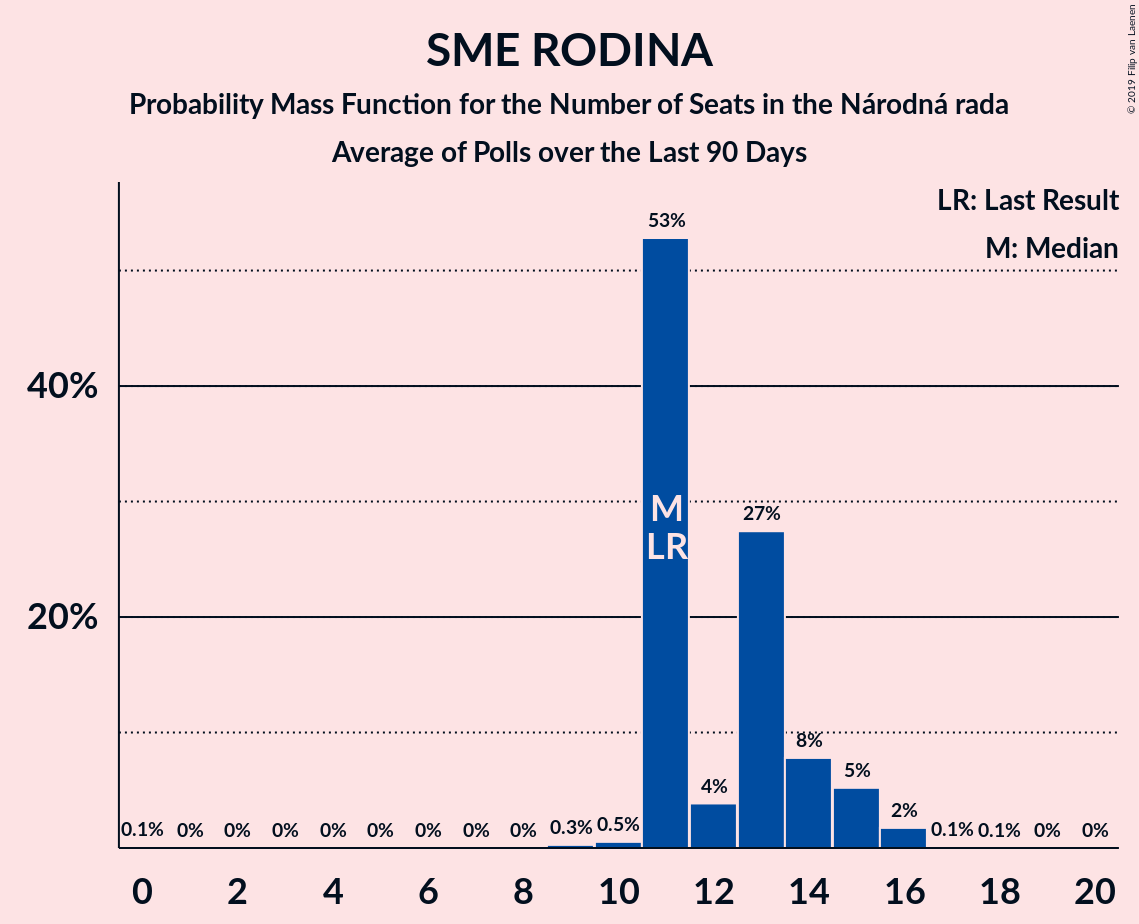 SME RODINA
Probability Mass Function for the Number of Seats in the Národná rada
Average of Polls over the Last 90 Days
© 2019 Filip van Laenen
LR: Last Result
M: Median
40%
20%
0.1% 0% 0% 0% 0% 0% 0% 0% 0% 0.3% 0.5% 53% 4% 27% 8% 5% 2% 0.1% 0.1% 0% 0%
M
LR
0 2 4 6 8 10 12 14 16 18 20